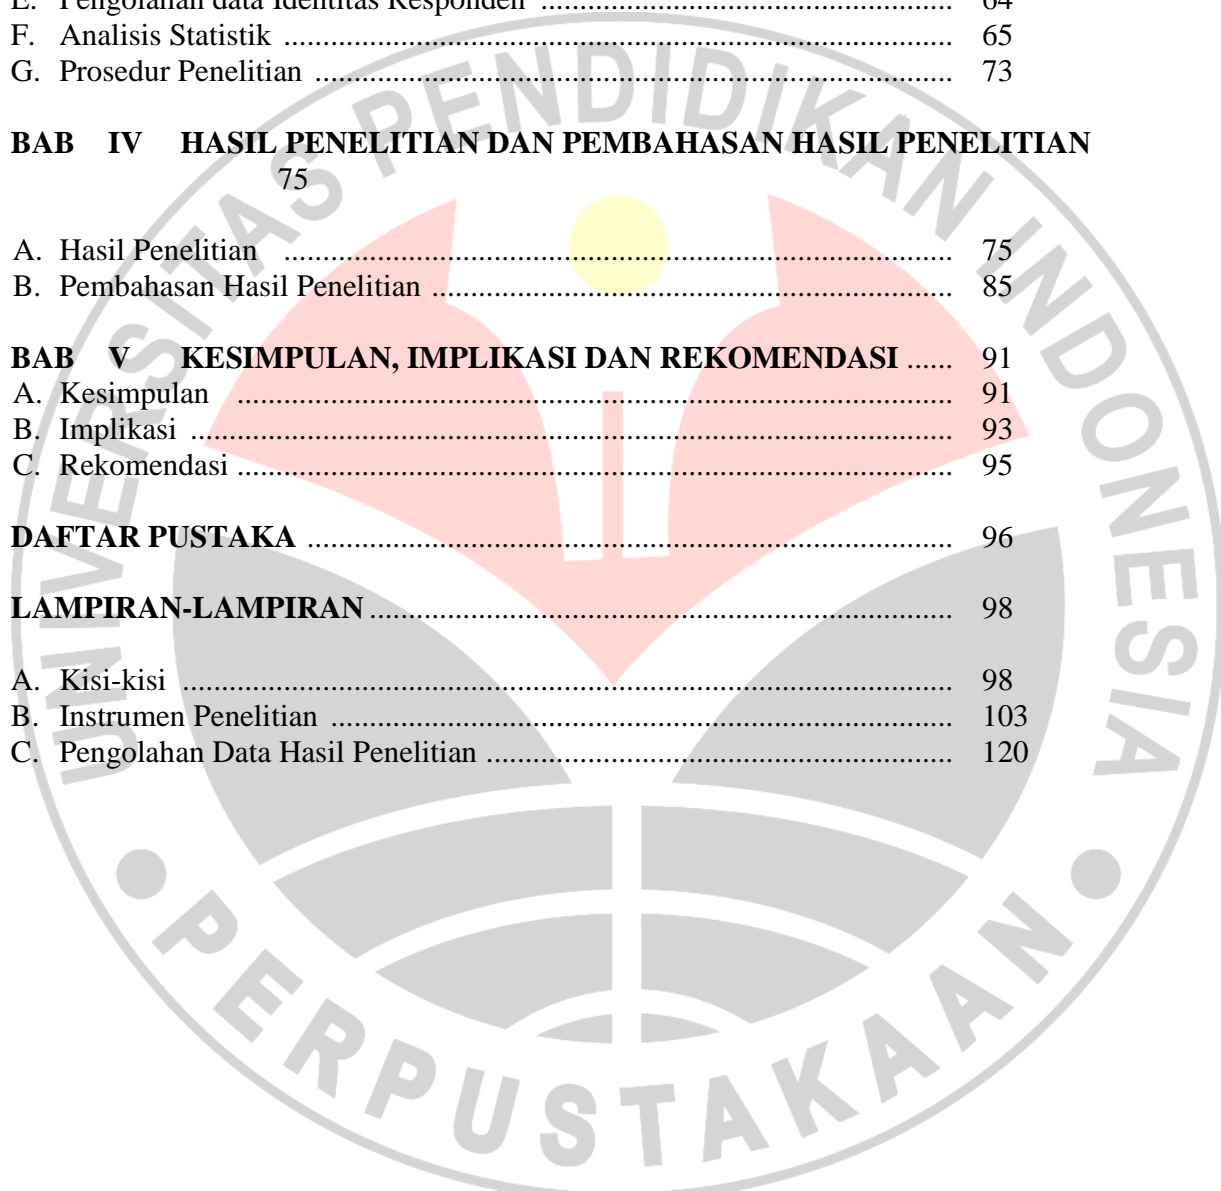 E. Pengolahan data Identitas Responden ........................................................ 64
F. Analisis Statistik ........................................................................................ 65
G. Prosedur Penelitian .................................................................................... 73
BAB IV HASIL PENELITIAN DAN PEMBAHASAN HASIL PENELITIAN
75
A. Hasil Penelitian ........................................................................................ 75
B. Pembahasan Hasil Penelitian .................................................................... 85
BAB V KESIMPULAN, IMPLIKASI DAN REKOMENDASI ...... 91
A. Kesimpulan .............................................................................................. 91
B. Implikasi .................................................................................................... 93
C. Rekomendasi .............................................................................................. 95
DAFTAR PUSTAKA .................................................................................... 96
LAMPIRAN-LAMPIRAN ............................................................................ 98
A. Kisi-kisi .................................................................................................... 98
B. Instrumen Penelitian ................................................................................ 103
C. Pengolahan Data Hasil Penelitian ............................................................ 120
UNIVERSITAS PENDIDIKAN INDONESIA
PERPUSTAKAAN